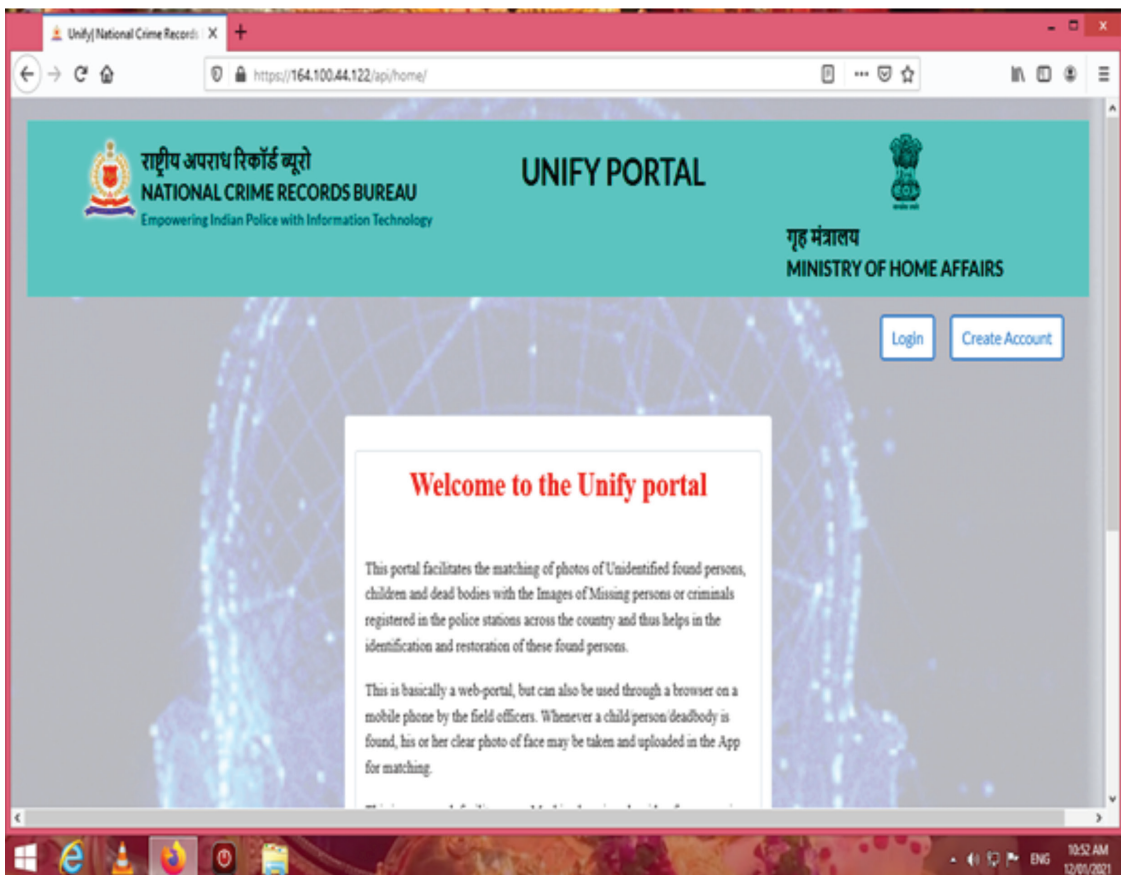 Unify| National Crime Records
https://164.100.44.122/api/home/
राष्ट्रीय अपराध रिकॉर्ड ब्यूरो
NATIONAL CRIME RECORDS BUREAU
Empowering Indian Police with Information Technology
UNIFY PORTAL
गृह मंत्रालय
MINISTRY OF HOME AFFAIRS
Login
Create Account
Welcome to the Unify portal
This portal facilitates the matching of photos of Unidentified found persons,
children and dead bodies with the Images of Missing persons or criminals
registered in the police stations across the country and thus helps in the
identification and restoration of these found persons.
This is basically a web-portal, but can also be used through a browser on a
mobile phone by the field officers. Whenever a child/person/deadbody is
found, his or her clear photo of face may be taken and uploaded in the App
for matching.
ENG
10:52 AM
12/01/2021